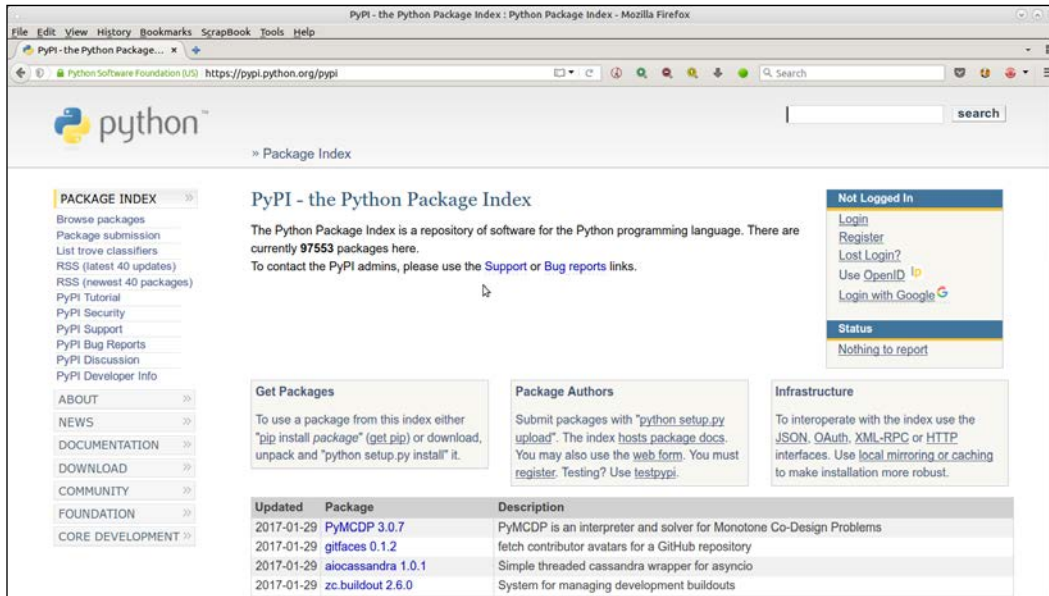 PyPI - the Python Package Index : Python Package Index - Mozilla Firefox
File Edit View History Bookmarks ScrapBook Tools Help
PyPI - the Python Package...
Python Software Foundation (US) https://pypi.python.org/pypi
Search
python™
search
» Package Index
PACKAGE INDEX »
Browse packages
Package submission
List trove classifiers
RSS (latest 40 updates)
RSS (newest 40 packages)
PyPI Tutorial
PyPI Security
PyPI Support
PyPI Bug Reports
PyPI Discussion
PyPI Developer Info
ABOUT »
NEWS »
DOCUMENTATION »
DOWNLOAD »
COMMUNITY »
FOUNDATION »
CORE DEVELOPMENT »
PyPI - the Python Package Index
The Python Package Index is a repository of software for the Python programming language. There are
currently 97553 packages here.
To contact the PyPI admins, please use the Support or Bug reports links.
Not Logged In
Login
Register
Lost Login?
Use OpenID
Login with Google
Status
Nothing to report
Get Packages
To use a package from this index either
"pip install package" (get pip) or download,
unpack and "python setup.py install" it.
Package Authors
Submit packages with "python setup.py
upload". The index hosts package docs.
You may also use the web form. You must
register. Testing? Use testpypi.
Infrastructure
To interoperate with the index use the
JSON, OAuth, XML-RPC or HTTP
interfaces. Use local mirroring or caching
to make installation more robust.
Updated Package Description
2017-01-29 PyMCDP 3.0.7 PyMCDP is an interpreter and solver for Monotone Co-Design Problems
2017-01-29 gitfaces 0.1.2 fetch contributor avatars for a GitHub repository
2017-01-29 aiocassandra 1.0.1 Simple threaded cassandra wrapper for asyncio
2017-01-29 zc.buildout 2.6.0 System for managing development buildouts